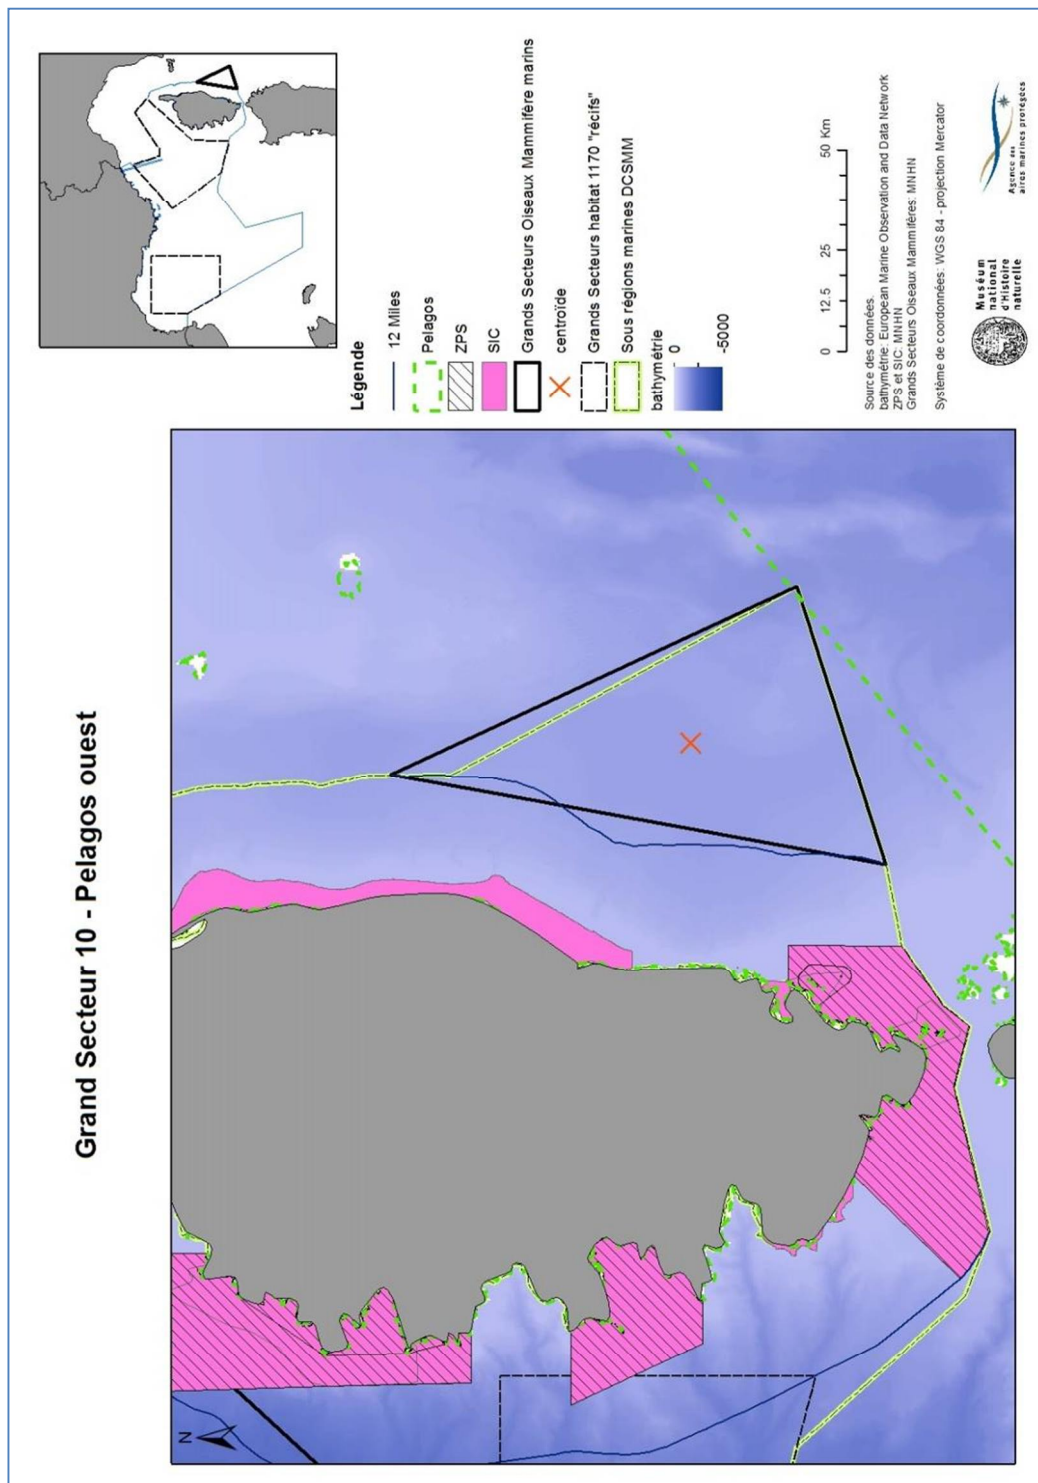 Grand Secteur 10 - Pelagos ouest
N
Légende
12 Miles
Pelagos
ZPS
SIC
Grands Secteurs Oiseaux Mammifère marins
centroïde
Grands Secteurs habitat 1170 "récifs"
Sous régions marines DCSMM
bathymétrie
0
-5000
0 12.5 25 50 Km
Source des données.
bathymétrie: European Marine Observation and Data Network
ZPS et SIC: MNHN
Grands Secteurs Oiseaux Mammifères: MNHN
Système de coordonnées: WGS 84 - projection Mercator
Muséum
national
d'Histoire
naturelle
Agence des
aires marines protégées